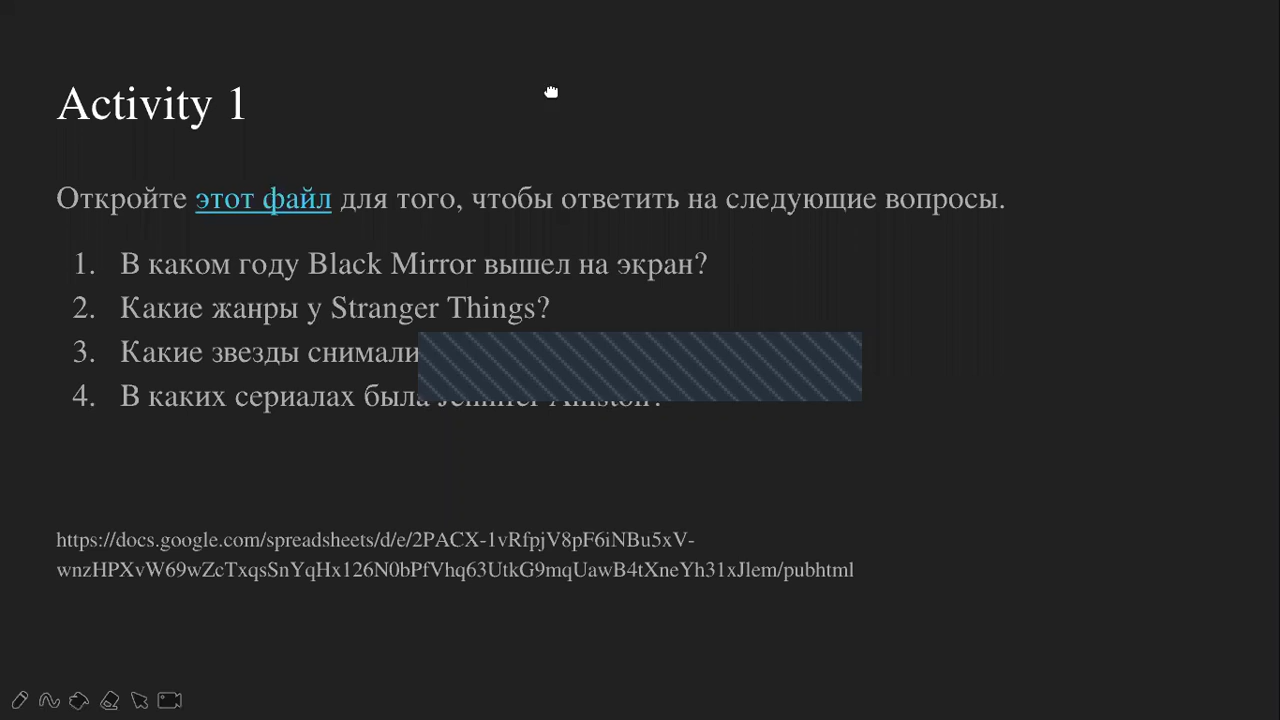 Activity 1
Откройте этот файл для того, чтобы ответить на следующие вопросы.
1. В каком году Black Mirror вышел на экран?
2. Какие жанры у Stranger Things?
3. Какие звезды
4. В каких сериалах была Jennifer Aniston?
https://docs.google.com/spreadsheets/d/e/2PACX-1vRfpjV8pF6iNBu5xV-
wnzHPXvW69wZcTxqsSnYqHx126N0bPfVhq63UtkG9mqUawB4tXneYh31xJlem/pubhtml